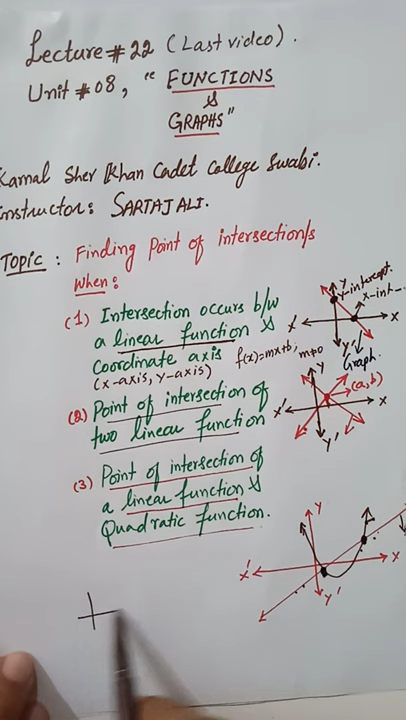 Lecture # 22 (Last video).
Unit # 08, " FUNCTIONS
&
GRAPHS"
Karnal Sher Khan Cadet College Swabi.
Instructor: SARTAJ ALI.
Topic: Finding Point of intersection/s
when:
(1) Intersection occurs b/w
a linear function &
Coordinate axis f(x)=mx+b, m≠0
(x-axis, y-axis)
(2) Point of intersection of
two linear function
(3) Point of intersection of
a linear function &
Quadratic function.
Y
y-intercept.
x-int-
X' X
Y'
Graph.
Y
(a,b)
X' X
Y'
Y
X' X
Y'